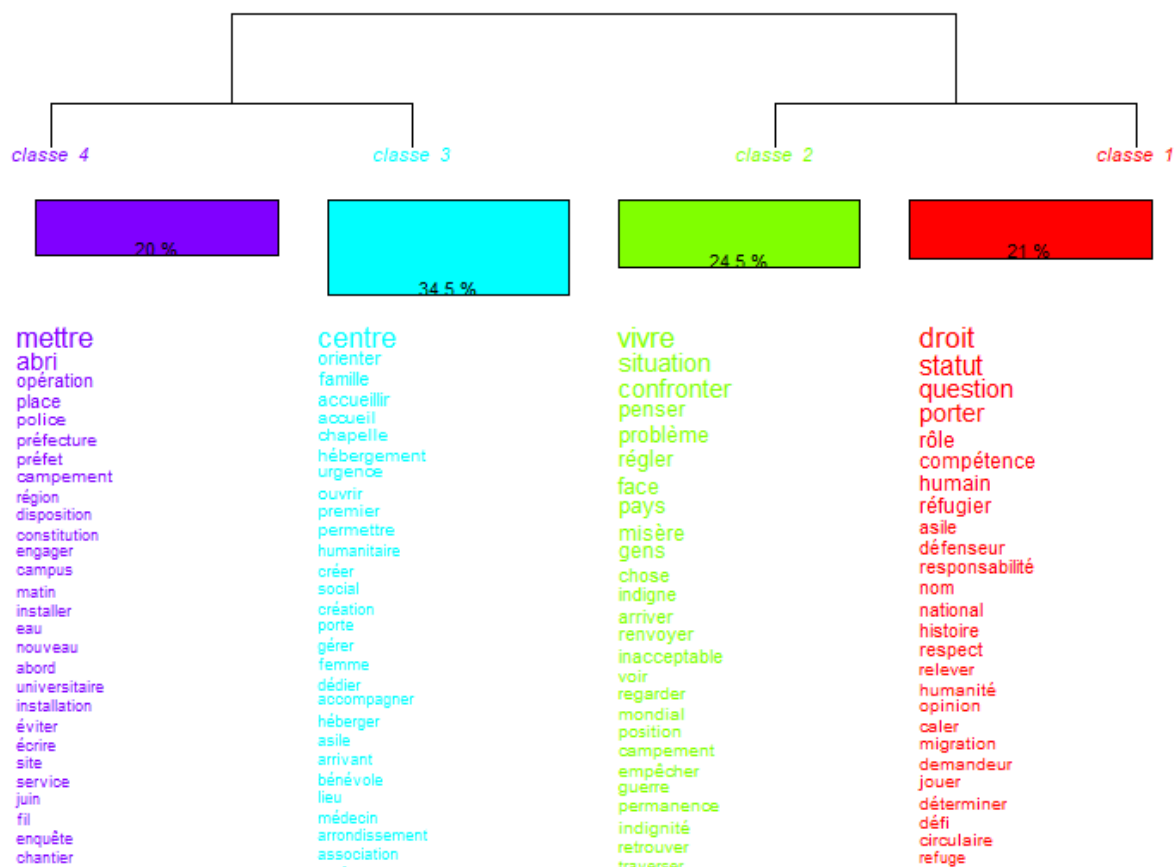 classe 4
classe 3
classe 2
classe 1
20 %
34.5 %
24.5 %
21 %
mettre
abri
opération
place
police
préfecture
préfet
campement
région
disposition
constitution
engager
campus
matin
installer
eau
nouveau
abord
universitaire
installation
éviter
écrire
site
service
juin
fil
enquête
chantier
centre
orienter
famille
accueillir
accueil
chapelle
hébergement
urgence
ouvrir
premier
permettre
humanitaire
créer
social
création
porte
gérer
femme
dédier
accompagner
héberger
asile
arrivant
bénévole
lieu
médecin
arrondissement
association
vivre
situation
confronter
penser
problème
régler
face
pays
misère
gens
chose
indigne
arriver
renvoyer
inacceptable
voir
regarder
mondial
position
campement
empêcher
guerre
permanence
indignité
retrouver
traverser
droit
statut
question
porter
rôle
compétence
humain
réfugier
asile
défenseur
responsabilité
nom
national
histoire
respect
relever
humanité
opinion
caler
migration
demandeur
jouer
déterminer
défi
circulaire
refuge